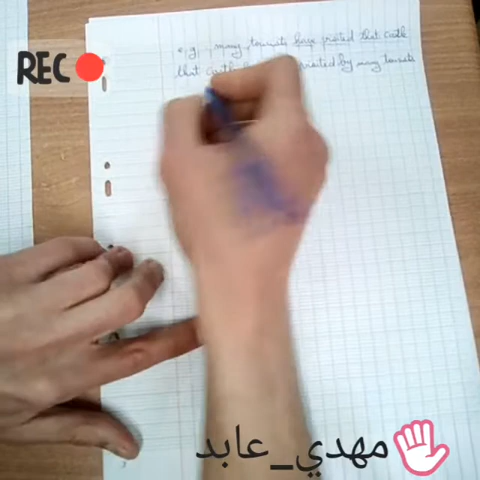 REC
e.g. many tourists have visited that castle
that castle visited by many tourists
مهدي_عابد